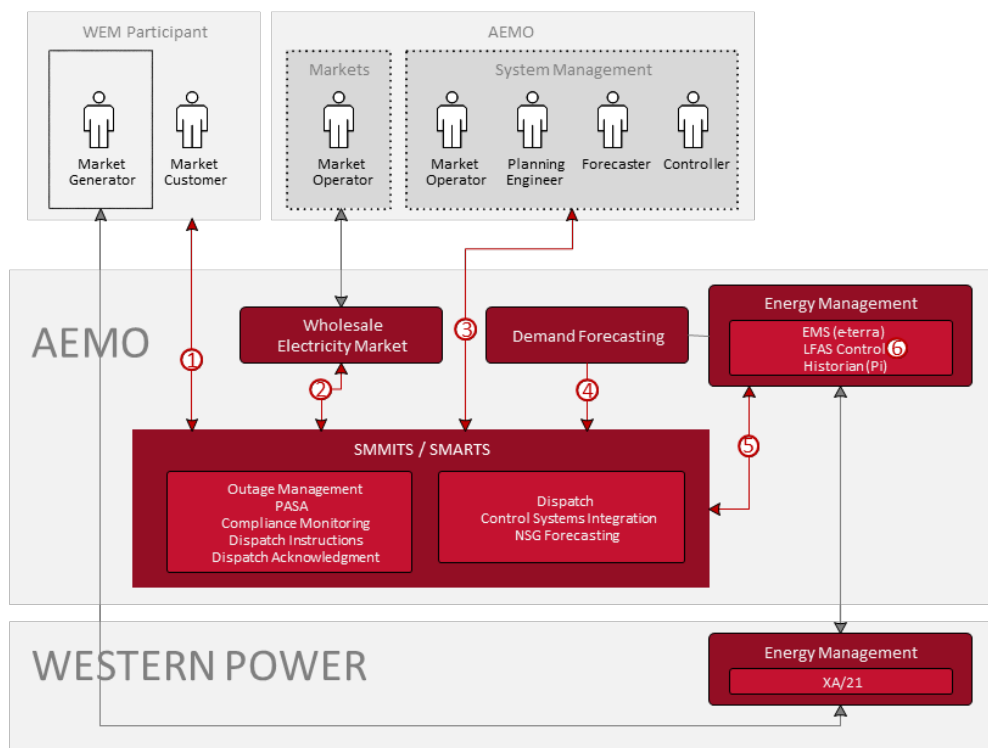 WEM Participant
Market
Generator
Market
Customer
AEMO
Markets
Market
Operator
System Management
Market
Operator
Planning
Engineer
Forecaster
Controller
AEMO
1
Wholesale
Electricity Market
2
3
Demand Forecasting
4
Energy Management
EMS (e-terra)
LFAS Control 6
Historian (Pi)
5
SMMITS / SMARTS
Outage Management
PASA
Compliance Monitoring
Dispatch Instructions
Dispatch Acknowledgment
Dispatch
Control Systems Integration
NSG Forecasting
WESTERN POWER
Energy Management
XA/21